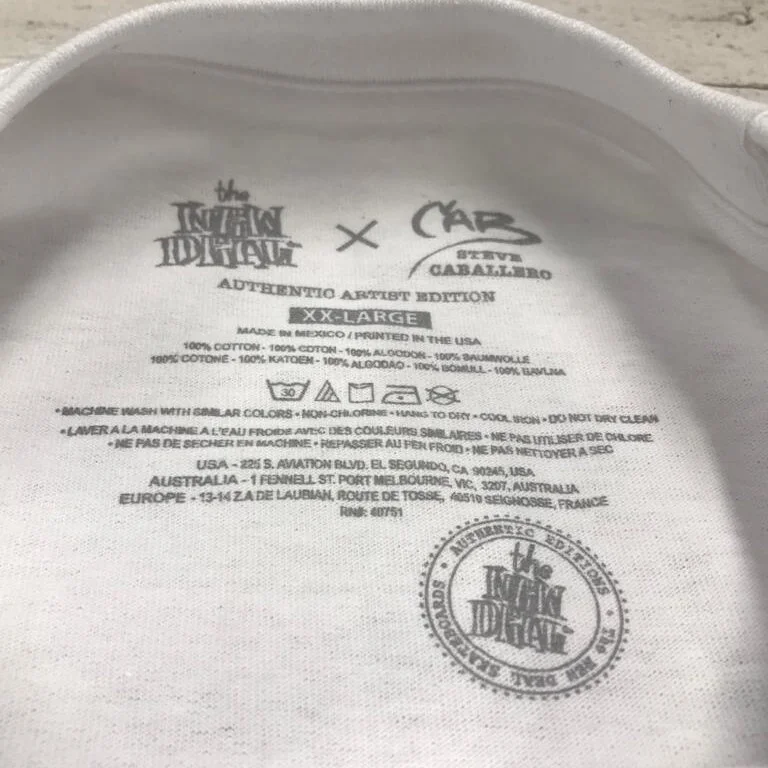 the
NEW
DEAL
X
CAB
STEVE
CABALLERO
AUTHENTIC ARTIST EDITION
XX-LARGE
MADE IN MEXICO / PRINTED IN THE USA
100% COTTON - 100% COTON - 100% ALGODON - 100% BAUMWOLLE
100% COTONE - 100% KATOEN - 100% ALGODAO - 100% BOMULL - 100% BAVLNA
30
• MACHINE WASH WITH SIMILAR COLORS • NON-CHLORINE • HANG TO DRY • COOL IRON • DO NOT DRY CLEAN
• LAVER A LA MACHINE A L'EAU FROIDE AVEC DES COULEURS SIMILAIRES • NE PAS UTILISER DE CHLORE
• NE PAS DE SECHER EN MACHINE • REPASSER AU FEN FROID • NE PAS NETTOYER A SEC
USA - 225 S. AVIATION BLVD. EL SEGUNDO, CA 90245, USA
AUSTRALIA - 1 FENNELL ST. PORT MELBOURNE, VIC, 3207, AUSTRALIA
EUROPE - 13-14 Z.A DE LAUBIAN, ROUTE DE TOSSE, 40510 SEIGNOSSE, FRANCE
RN#: 40751
• AUTHENTIC EDITIONS •
the
NEW
DEAL
The NEW DEAL SKATEBOARDS